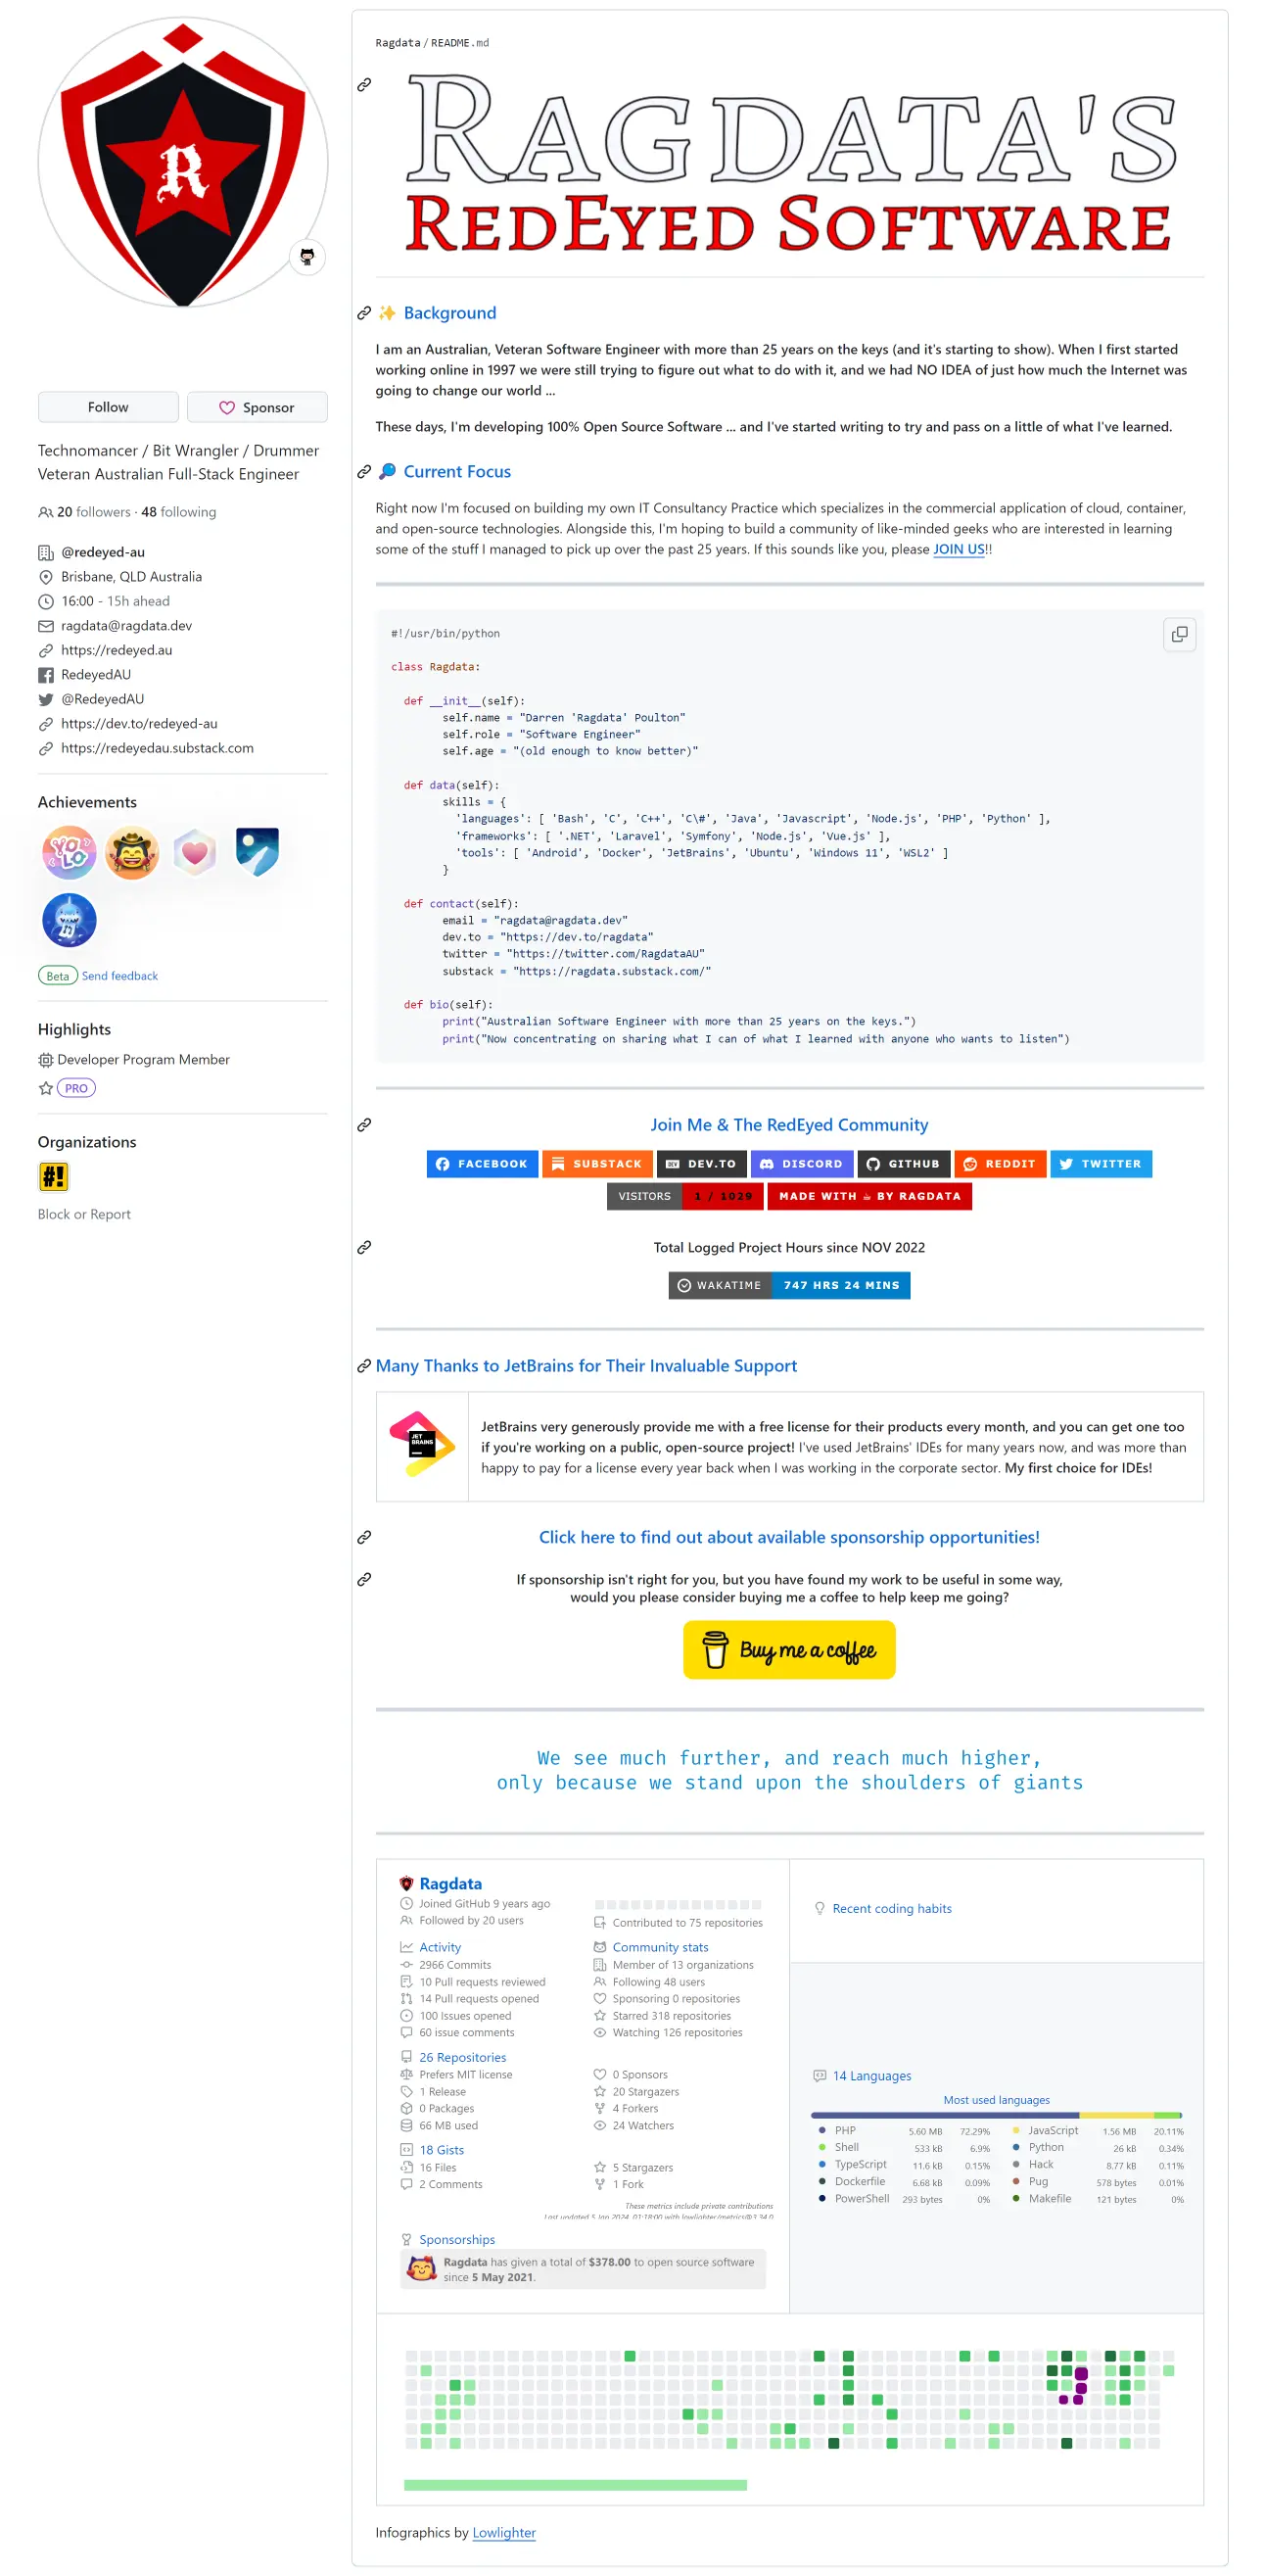 R
Follow
Sponsor
Technomancer / Bit Wrangler / Drummer
Veteran Australian Full-Stack Engineer
20 followers · 48 following
@redeyed-au
Brisbane, QLD Australia
16:00 - 15h ahead
ragdata@ragdata.dev
https://redeyed.au
RedeyedAU
@RedeyedAU
https://dev.to/redeyed-au
https://redeyedau.substack.com
Achievements
YOLO
Beta Send feedback
Highlights
Developer Program Member
PRO
Organizations
#!
Block or Report
Ragdata / README.md
RAGDATA'S
REDEYED SOFTWARE
✨ Background
I am an Australian, Veteran Software Engineer with more than 25 years on the keys (and it's starting to show). When I first started
working online in 1997 we were still trying to figure out what to do with it, and we had NO IDEA of just how much the Internet was
going to change our world ...
These days, I'm developing 100% Open Source Software ... and I've started writing to try and pass on a little of what I've learned.
Current Focus
Right now I'm focused on building my own IT Consultancy Practice which specializes in the commercial application of cloud, container,
and open-source technologies. Alongside this, I'm hoping to build a community of like-minded geeks who are interested in learning
some of the stuff I managed to pick up over the past 25 years. If this sounds like you, please JOIN US!!
#!/usr/bin/python
class Ragdata:
def __init__(self):
self.name = "Darren 'Ragdata' Poulton"
self.role = "Software Engineer"
self.age = "(old enough to know better)"
def data(self):
skills = {
'languages': [ 'Bash', 'C', 'C++', 'C\#', 'Java', 'Javascript', 'Node.js', 'PHP', 'Python' ],
'frameworks': [ '.NET', 'Laravel', 'Symfony', 'Node.js', 'Vue.js' ],
'tools': [ 'Android', 'Docker', 'JetBrains', 'Ubuntu', 'Windows 11', 'WSL2' ]
}
def contact(self):
email = "ragdata@ragdata.dev"
dev.to = "https://dev.to/ragdata"
twitter = "https://twitter.com/RagdataAU"
substack = "https://ragdata.substack.com/"
def bio(self):
print("Australian Software Engineer with more than 25 years on the keys.")
print("Now concentrating on sharing what I can of what I learned with anyone who wants to listen")
Join Me & The RedEyed Community
FACEBOOK SUBSTACK DEV.TO DISCORD GITHUB REDDIT TWITTER
VISITORS 1 / 1029 MADE WITH ☕ BY RAGDATA
Total Logged Project Hours since NOV 2022
WAKATIME 747 HRS 24 MINS
Many Thanks to JetBrains for Their Invaluable Support
JET
BRAINS
JetBrains very generously provide me with a free license for their products every month, and you can get one too
if you're working on a public, open-source project! I've used JetBrains' IDEs for many years now, and was more than
happy to pay for a license every year back when I was working in the corporate sector. My first choice for IDEs!
Click here to find out about available sponsorship opportunities!
If sponsorship isn't right for you, but you have found my work to be useful in some way,
would you please consider buying me a coffee to help keep me going?
Buy me a coffee
We see much further, and reach much higher,
only because we stand upon the shoulders of giants
Ragdata
Joined GitHub 9 years ago
Followed by 20 users
Contributed to 75 repositories
Activity
2966 Commits
10 Pull requests reviewed
14 Pull requests opened
100 Issues opened
60 issue comments
Community stats
Member of 13 organizations
Following 48 users
Sponsoring 0 repositories
Starred 318 repositories
Watching 126 repositories
26 Repositories
Prefers MIT license
1 Release
0 Packages
66 MB used
0 Sponsors
20 Stargazers
4 Forkers
24 Watchers
18 Gists
16 Files
2 Comments
5 Stargazers
1 Fork
These metrics include private contributions
Last updated 5 Jan 2024, 01:18:00 with lowlighter/metrics@3.34.0
Sponsorships
Ragdata has given a total of $378.00 to open source software
since 5 May 2021.
Recent coding habits
14 Languages
Most used languages
PHP 5.60 MB 72.29% JavaScript 1.56 MB 20.11%
Shell 533 kB 6.9% Python 26 kB 0.34%
TypeScript 11.6 kB 0.15% Hack 8.77 kB 0.11%
Dockerfile 6.68 kB 0.09% Pug 578 bytes 0.01%
PowerShell 293 bytes 0% Makefile 121 bytes 0%
Infographics by Lowlighter